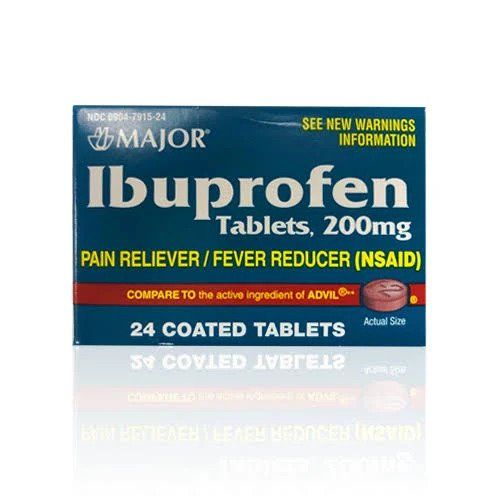 NDC 0904-7915-24
MAJOR®
SEE NEW WARNINGS
INFORMATION
Ibuprofen
Tablets, 200mg
PAIN RELIEVER / FEVER REDUCER (NSAID)
COMPARE TO the active ingredient of ADVIL®**
®
24 COATED TABLETS
Actual Size